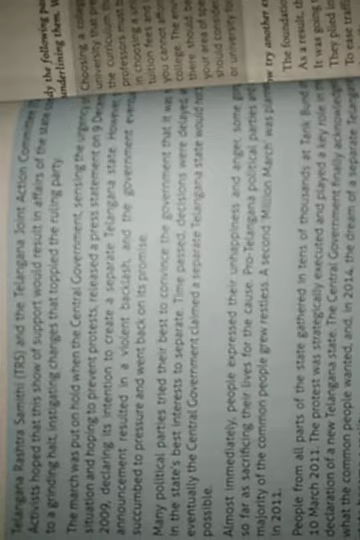 Telangana Rashtra Samithi (TRS) and the Telangana Joint Action Committee
Activists hoped that this show of support would result in affairs of the state
to a grinding halt, instigating changes that toppled the ruling party.
The march was put on hold when the Central Government, sensing the urgency
situation and hoping to prevent protests, released a press statement on 9
2009, declaring its intention to create a separate Telangana state. However
announcement resulted in a violent backlash, and the government
succumbed to pressure and went back on its promise.
Many political parties tried their best to convince the government that it was
in the state's best interests to separate. Time passed, decisions were delayed
eventually the Central Government claimed a separate Telangana state would
possible.
Almost immediately, people expressed their unhappiness and anger, some
so far as sacrificing their lives for the cause. Pro-Telangana political parties
majority of the common people grew restless. A second 'Million March' was
in 2011.
People from all parts of the state gathered in tens of thousands at Tank Bund
10 March 2011. The protest was strategically executed and played a key role in
declaration of a new Telangana state. The Central Government finally
what the common people wanted, and, in 2014, the dream of a separate
dy the following
underlining them.
Choosing a
university that
the curriculum
professors must
in choosing a
tuition fees and
you cannot
college. The
there should be
your area of
should consider
or university
try another
The foundation
As a result,
It was going
They piled
To ease